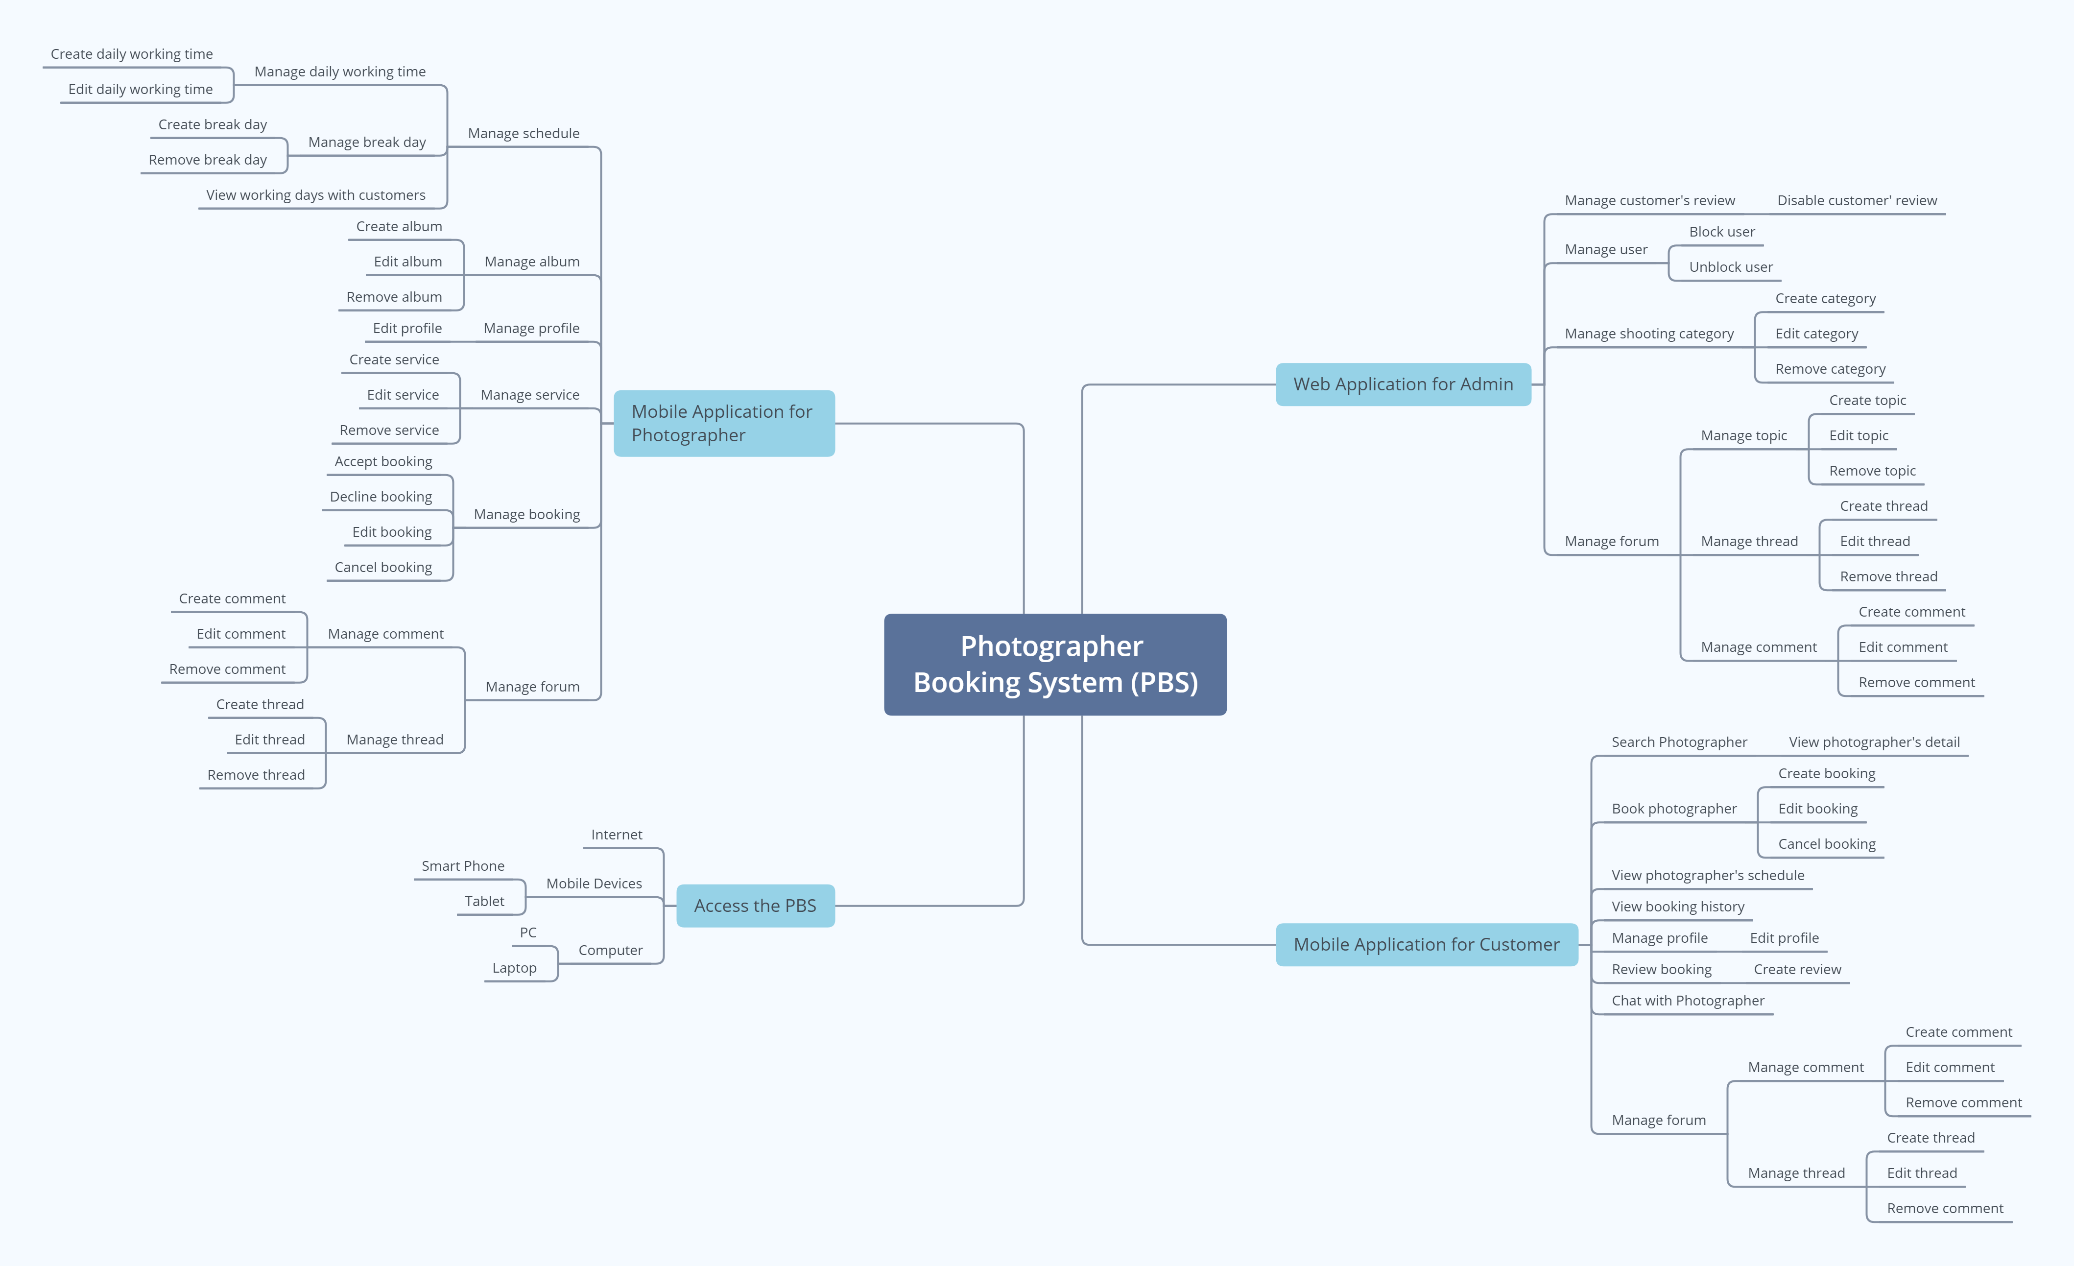 Create daily working time
Edit daily working time
Manage daily working time
Create break day
Remove break day
Manage break day
View working days with customers
Manage schedule
Create album
Edit album
Remove album
Manage album
Edit profile
Manage profile
Create service
Edit service
Remove service
Manage service
Accept booking
Decline booking
Edit booking
Cancel booking
Manage booking
Create comment
Edit comment
Remove comment
Manage comment
Create thread
Edit thread
Remove thread
Manage thread
Manage forum
Mobile Application for
Photographer
Internet
Smart Phone
Tablet
Mobile Devices
PC
Laptop
Computer
Access the PBS
Photographer
Booking System (PBS)
Web Application for Admin
Manage customer's review
Disable customer' review
Manage user
Block user
Unblock user
Manage shooting category
Create category
Edit category
Remove category
Manage forum
Manage topic
Create topic
Edit topic
Remove topic
Manage thread
Create thread
Edit thread
Remove thread
Manage comment
Create comment
Edit comment
Remove comment
Mobile Application for Customer
Search Photographer
View photographer's detail
Book photographer
Create booking
Edit booking
Cancel booking
View photographer's schedule
View booking history
Manage profile
Edit profile
Review booking
Create review
Chat with Photographer
Manage forum
Manage comment
Create comment
Edit comment
Remove comment
Manage thread
Create thread
Edit thread
Remove comment